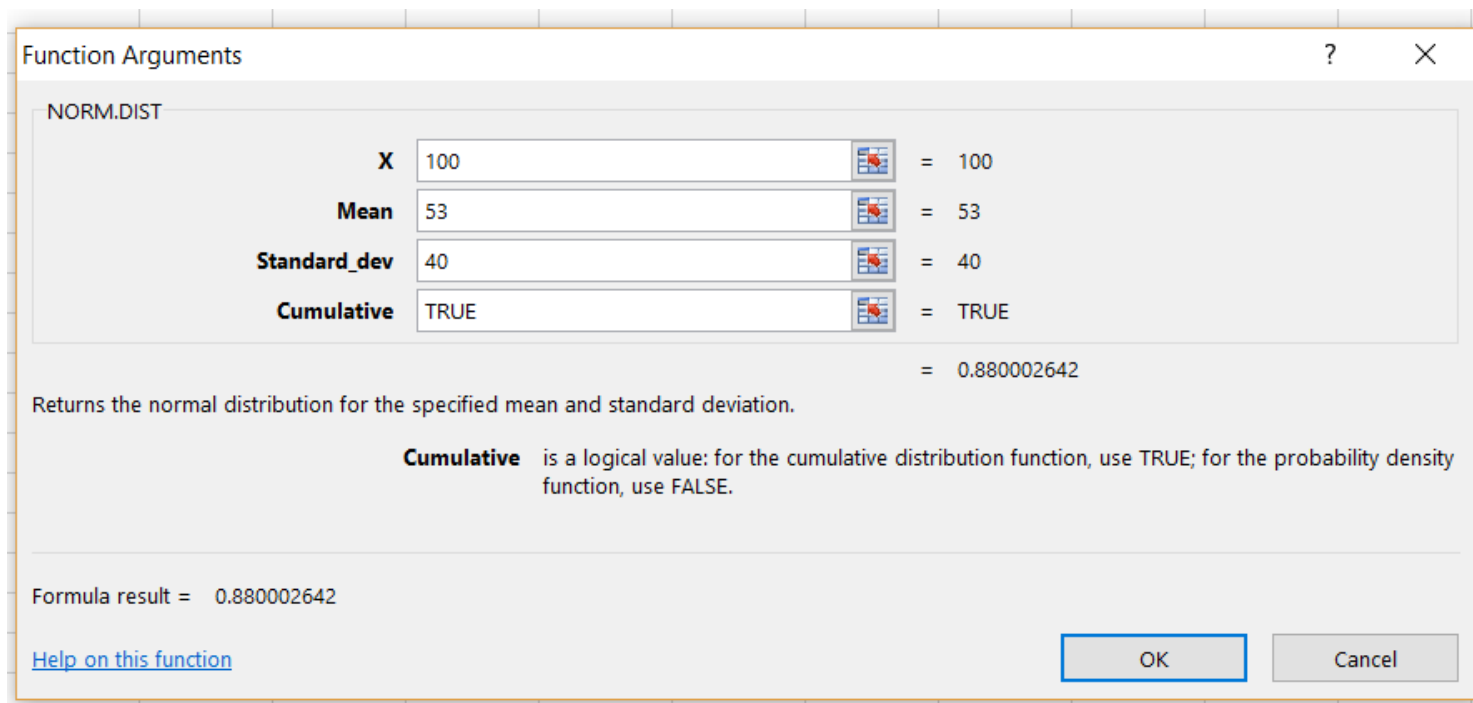 Function Arguments ? ×
NORM.DIST
X 100 = 100
Mean 53 = 53
Standard_dev 40 = 40
Cumulative TRUE = TRUE
= 0.880002642
Returns the normal distribution for the specified mean and standard deviation.
Cumulative is a logical value: for the cumulative distribution function, use TRUE; for the probability density
function, use FALSE.
Formula result = 0.880002642
Help on this function OK Cancel